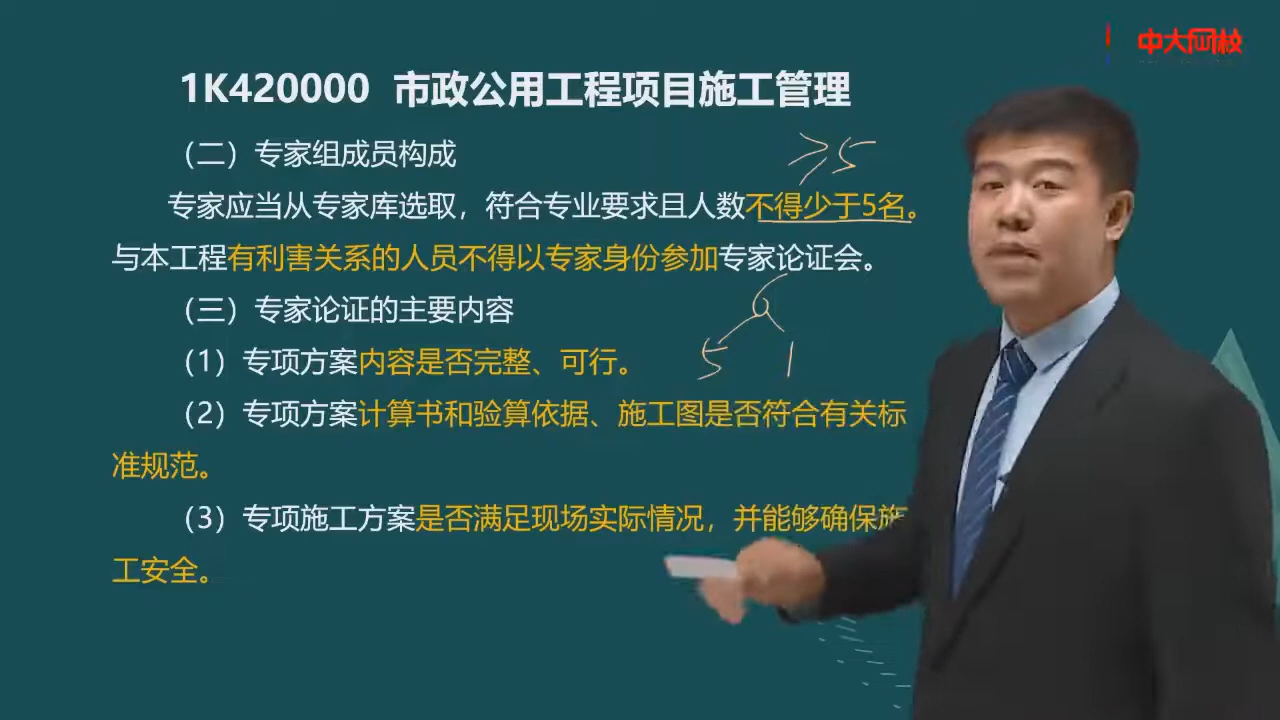 中大网校
1K420000 市政公用工程项目施工管理
（二）专家组成员构成
≥5
专家应当从专家库选取，符合专业要求且人数不得少于5名。
与本工程有利害关系的人员不得以专家身份参加专家论证会。
（三）专家论证的主要内容
6
（1）专项方案内容是否完整、可行。
5 1
（2）专项方案计算书和验算依据、施工图是否符合有关标
准规范。
（3）专项施工方案是否满足现场实际情况，并能够确保施
工安全。